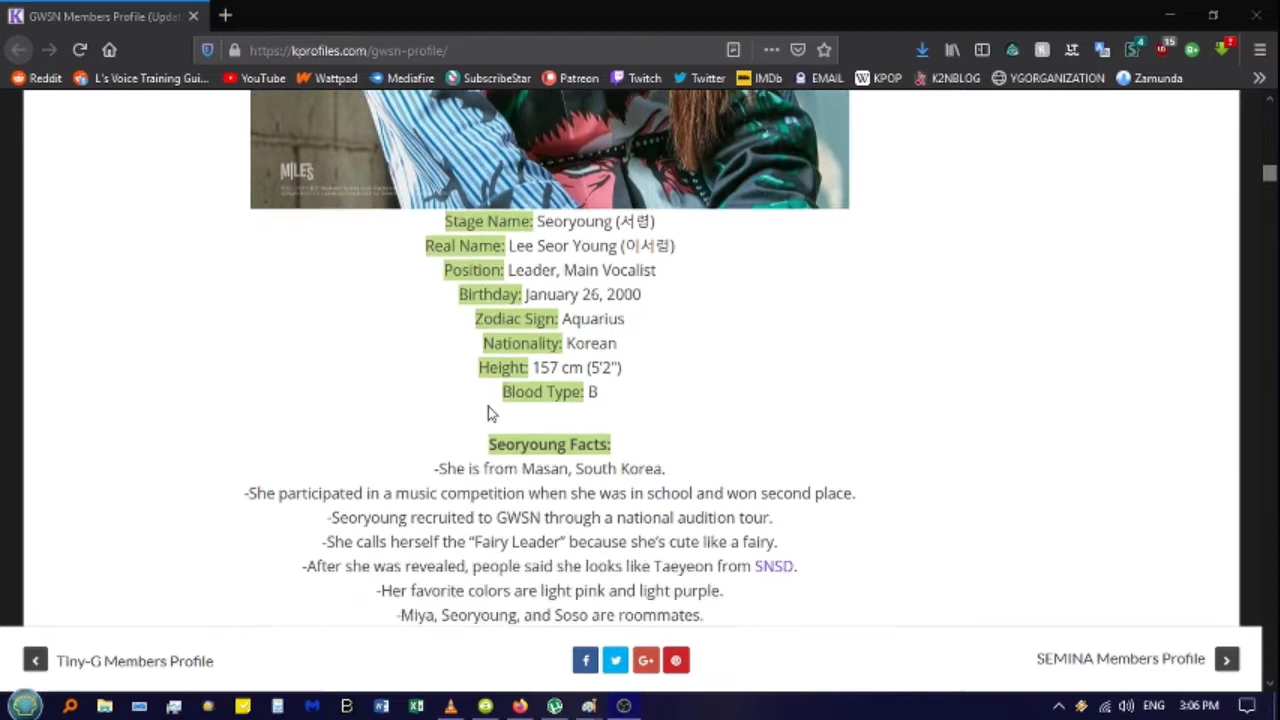 GWSN Members Profile (Updat
https://kprofiles.com/gwsn-profile/
4 15 9
Reddit L's Voice Training Gui... YouTube Wattpad Mediafire SubscribeStar Patreon Twitch Twitter IMDb EMAIL KPOP K2NBLOG YGORGANIZATION Zamunda
MILES
Stage Name: Seoryoung (서령)
Real Name: Lee Seor Young (이서렴)
Position: Leader, Main Vocalist
Birthday: January 26, 2000
Zodiac Sign: Aquarius
Nationality: Korean
Height: 157 cm (5'2")
Blood Type: B
Seoryoung Facts:
-She is from Masan, South Korea.
-She participated in a music competition when she was in school and won second place.
-Seoryoung recruited to GWSN through a national audition tour.
-She calls herself the “Fairy Leader” because she's cute like a fairy.
-After she was revealed, people said she looks like Taeyeon from SNSD.
-Her favorite colors are light pink and light purple.
-Miya, Seoryoung, and Soso are roommates.
Tiny-G Members Profile
SEMINA Members Profile
ENG 3:06 PM